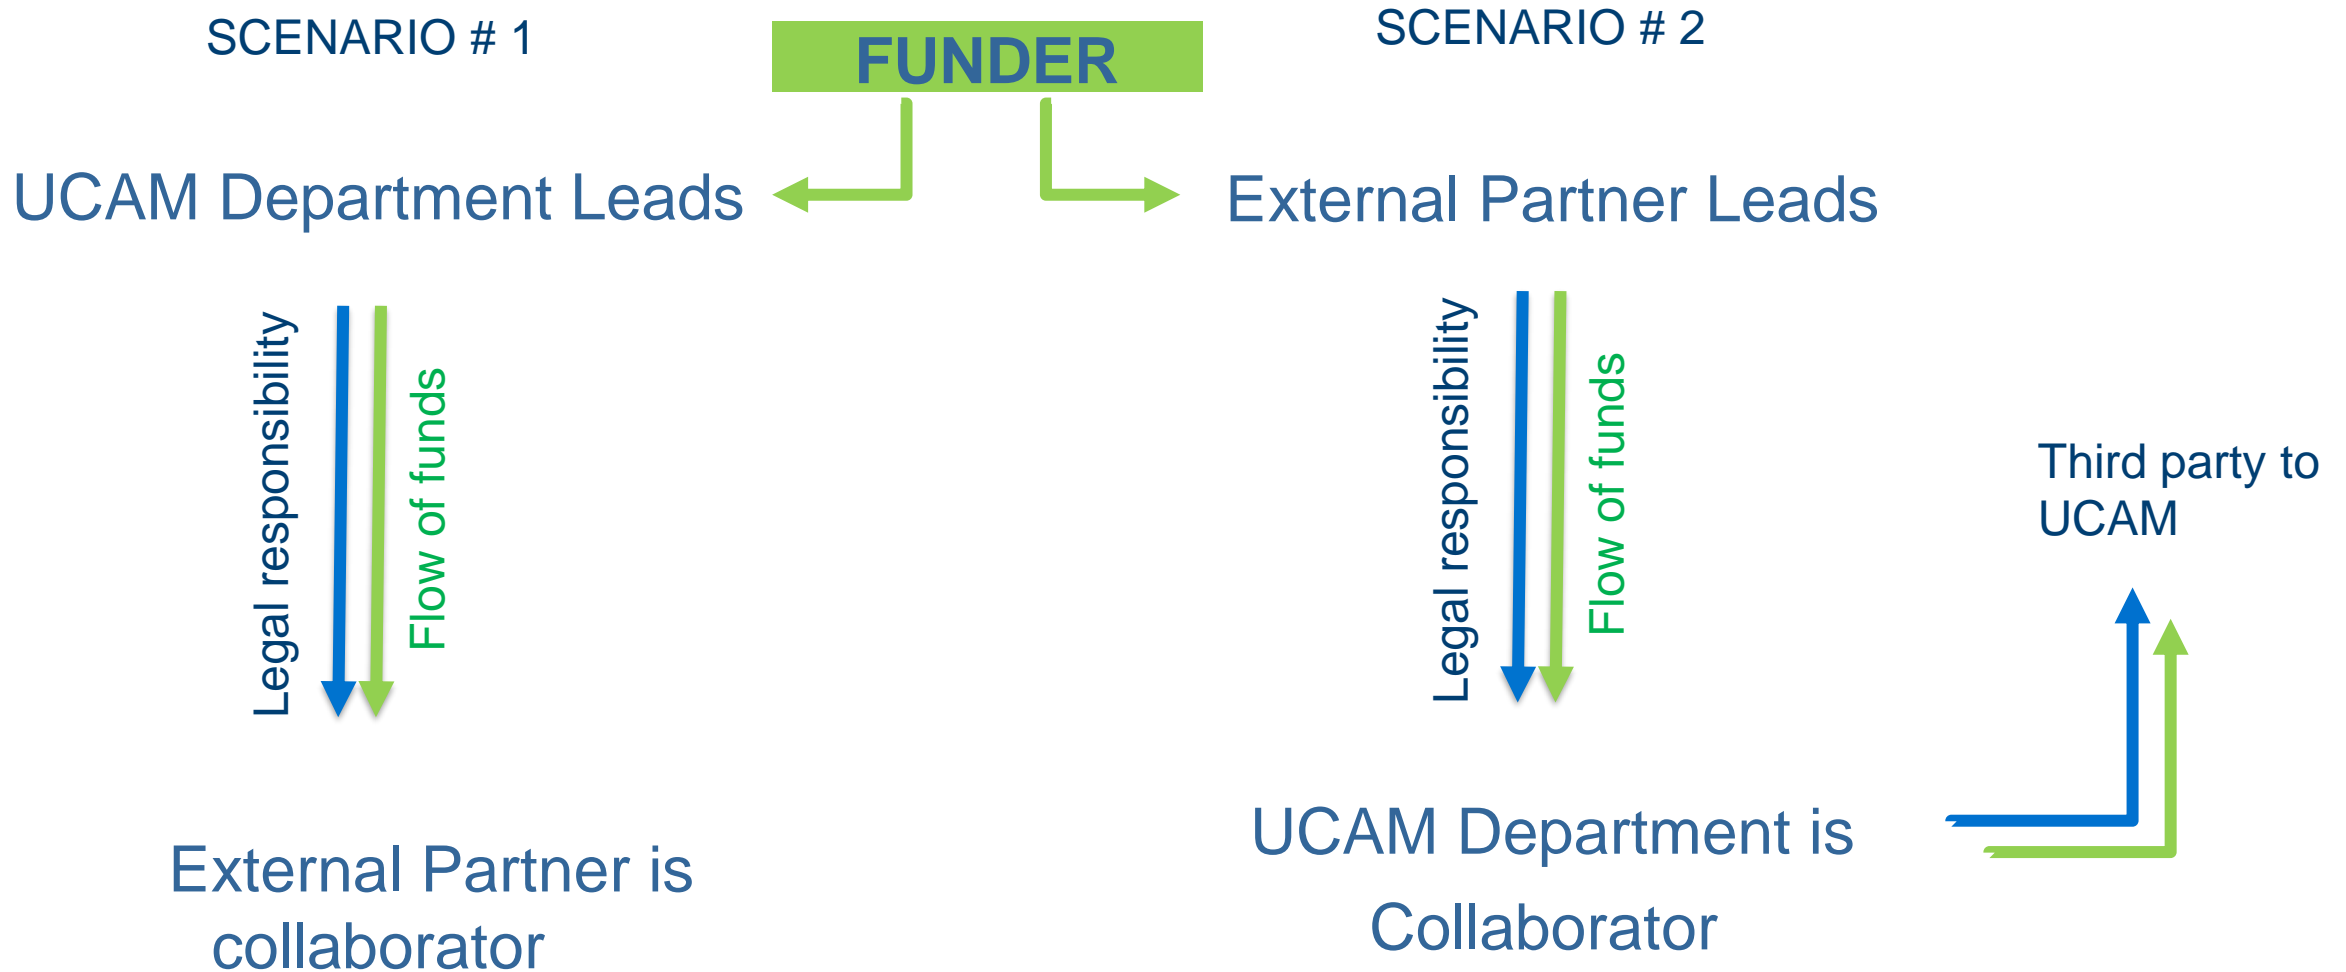 SCENARIO # 1
FUNDER
SCENARIO # 2
UCAM Department Leads
External Partner Leads
Legal responsibility
Flow of funds
Legal responsibility
Flow of funds
Third party to
UCAM
External Partner is
collaborator
UCAM Department is
Collaborator